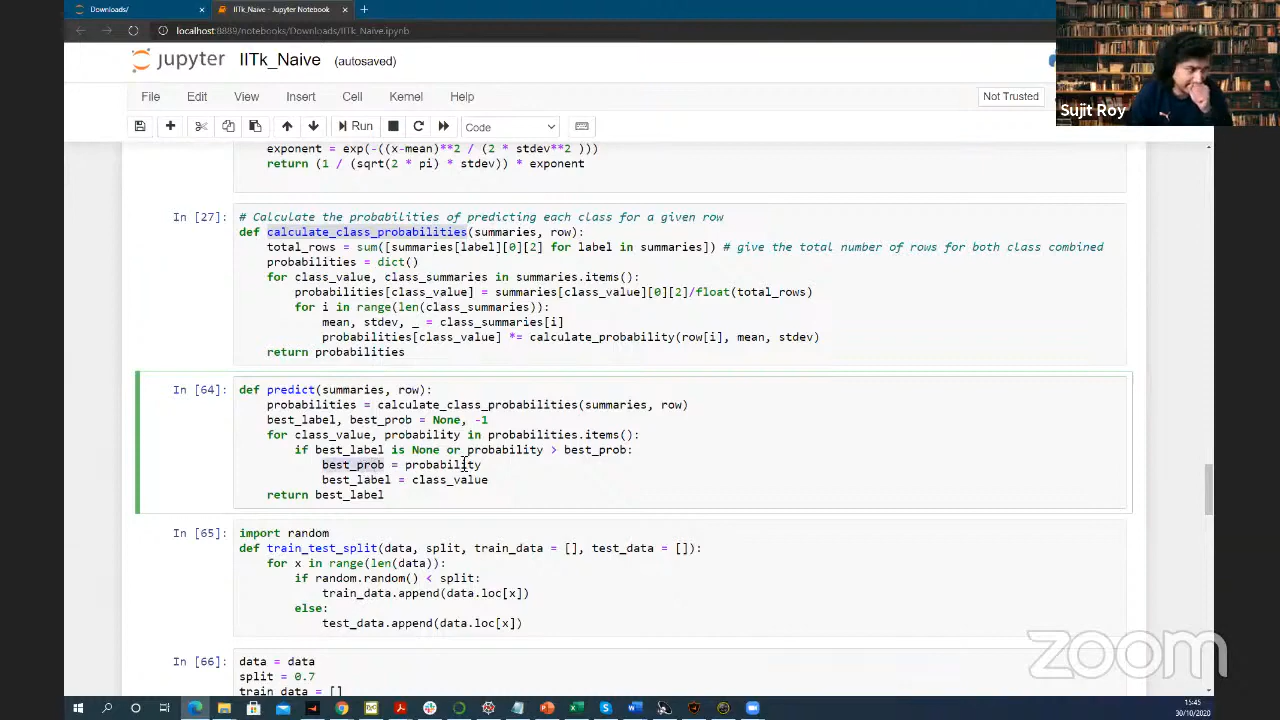 Downloads/
IITk_Naive - Jupyter Notebook
localhost:8889/notebooks/Downloads/IITk_Naive.ipynb
jupyter IITk_Naive (autosaved)
File Edit View Insert Cell Kernel Help
Not Trusted
Run
Code
Sujit Roy
exponent = exp(-((x-mean)**2 / (2 * stdev**2 )))
return (1 / (sqrt(2 * pi) * stdev)) * exponent
In [27]:
# Calculate the probabilities of predicting each class for a given row
def calculate_class_probabilities(summaries, row):
total_rows = sum([summaries[label][0][2] for label in summaries]) # give the total number of rows for both class combined
probabilities = dict()
for class_value, class_summaries in summaries.items():
probabilities[class_value] = summaries[class_value][0][2]/float(total_rows)
for i in range(len(class_summaries)):
mean, stdev, _ = class_summaries[i]
probabilities[class_value] *= calculate_probability(row[i], mean, stdev)
return probabilities
In [64]:
def predict(summaries, row):
probabilities = calculate_class_probabilities(summaries, row)
best_label, best_prob = None, -1
for class_value, probability in probabilities.items():
if best_label is None or probability > best_prob:
best_prob = probability
best_label = class_value
return best_label
In [65]:
import random
def train_test_split(data, split, train_data = [], test_data = []):
for x in range(len(data)):
if random.random() < split:
train_data.append(data.loc[x])
else:
test_data.append(data.loc[x])
In [66]:
data = data
split = 0.7
train data = []
zoom
15:45
30/10/2020